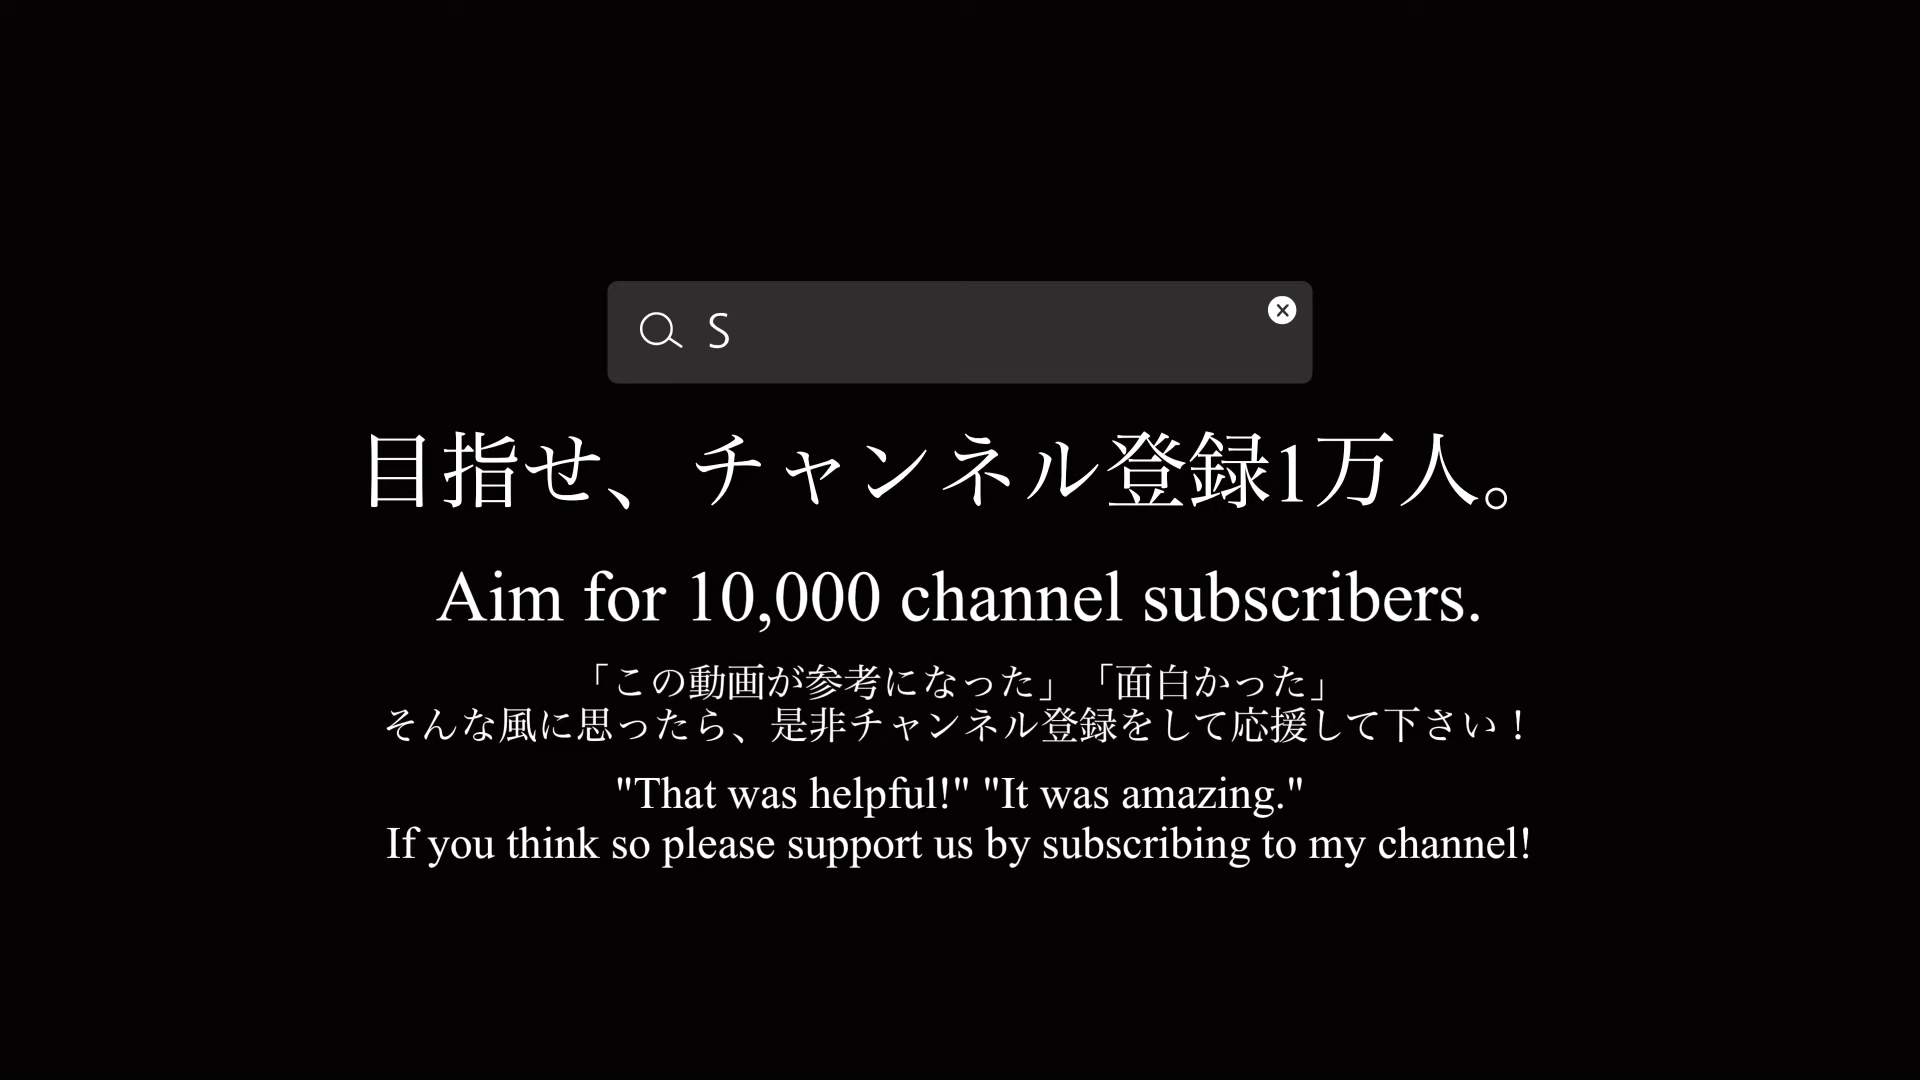 S
目指せ、チャンネル登録1万人。
Aim for 10,000 channel subscribers.
「この動画が参考になった」「面白かった」
そんな風に思ったら、是非チャンネル登録をして応援して下さい！
"That was helpful!" "It was amazing."
If you think so please support us by subscribing to my channel!